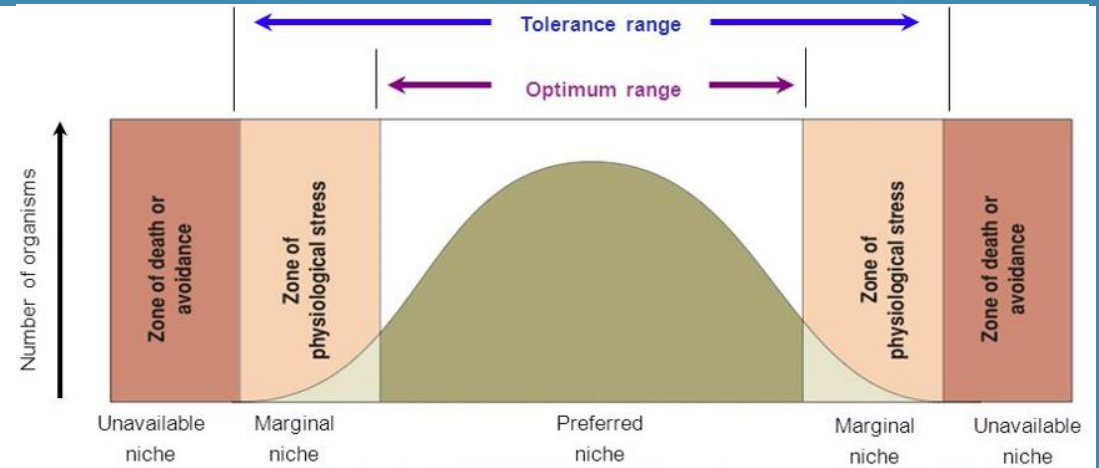 Tolerance range
Optimum range
Number of organisms
Zone of death or
avoidance
Zone of
physiological stress
Zone of
physiological stress
Zone of death or
avoidance
Unavailable
niche
Marginal
niche
Preferred
niche
Marginal
niche
Unavailable
niche